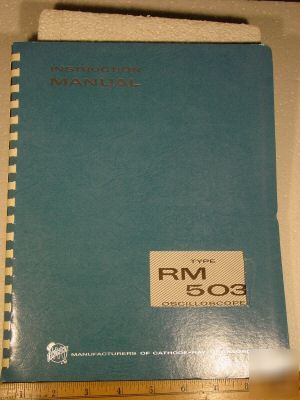 INSTRUCTION
MANUAL
TYPE
RM
503
OSCILLOSCOPE
MANUFACTURERS OF CATHODE-RAY